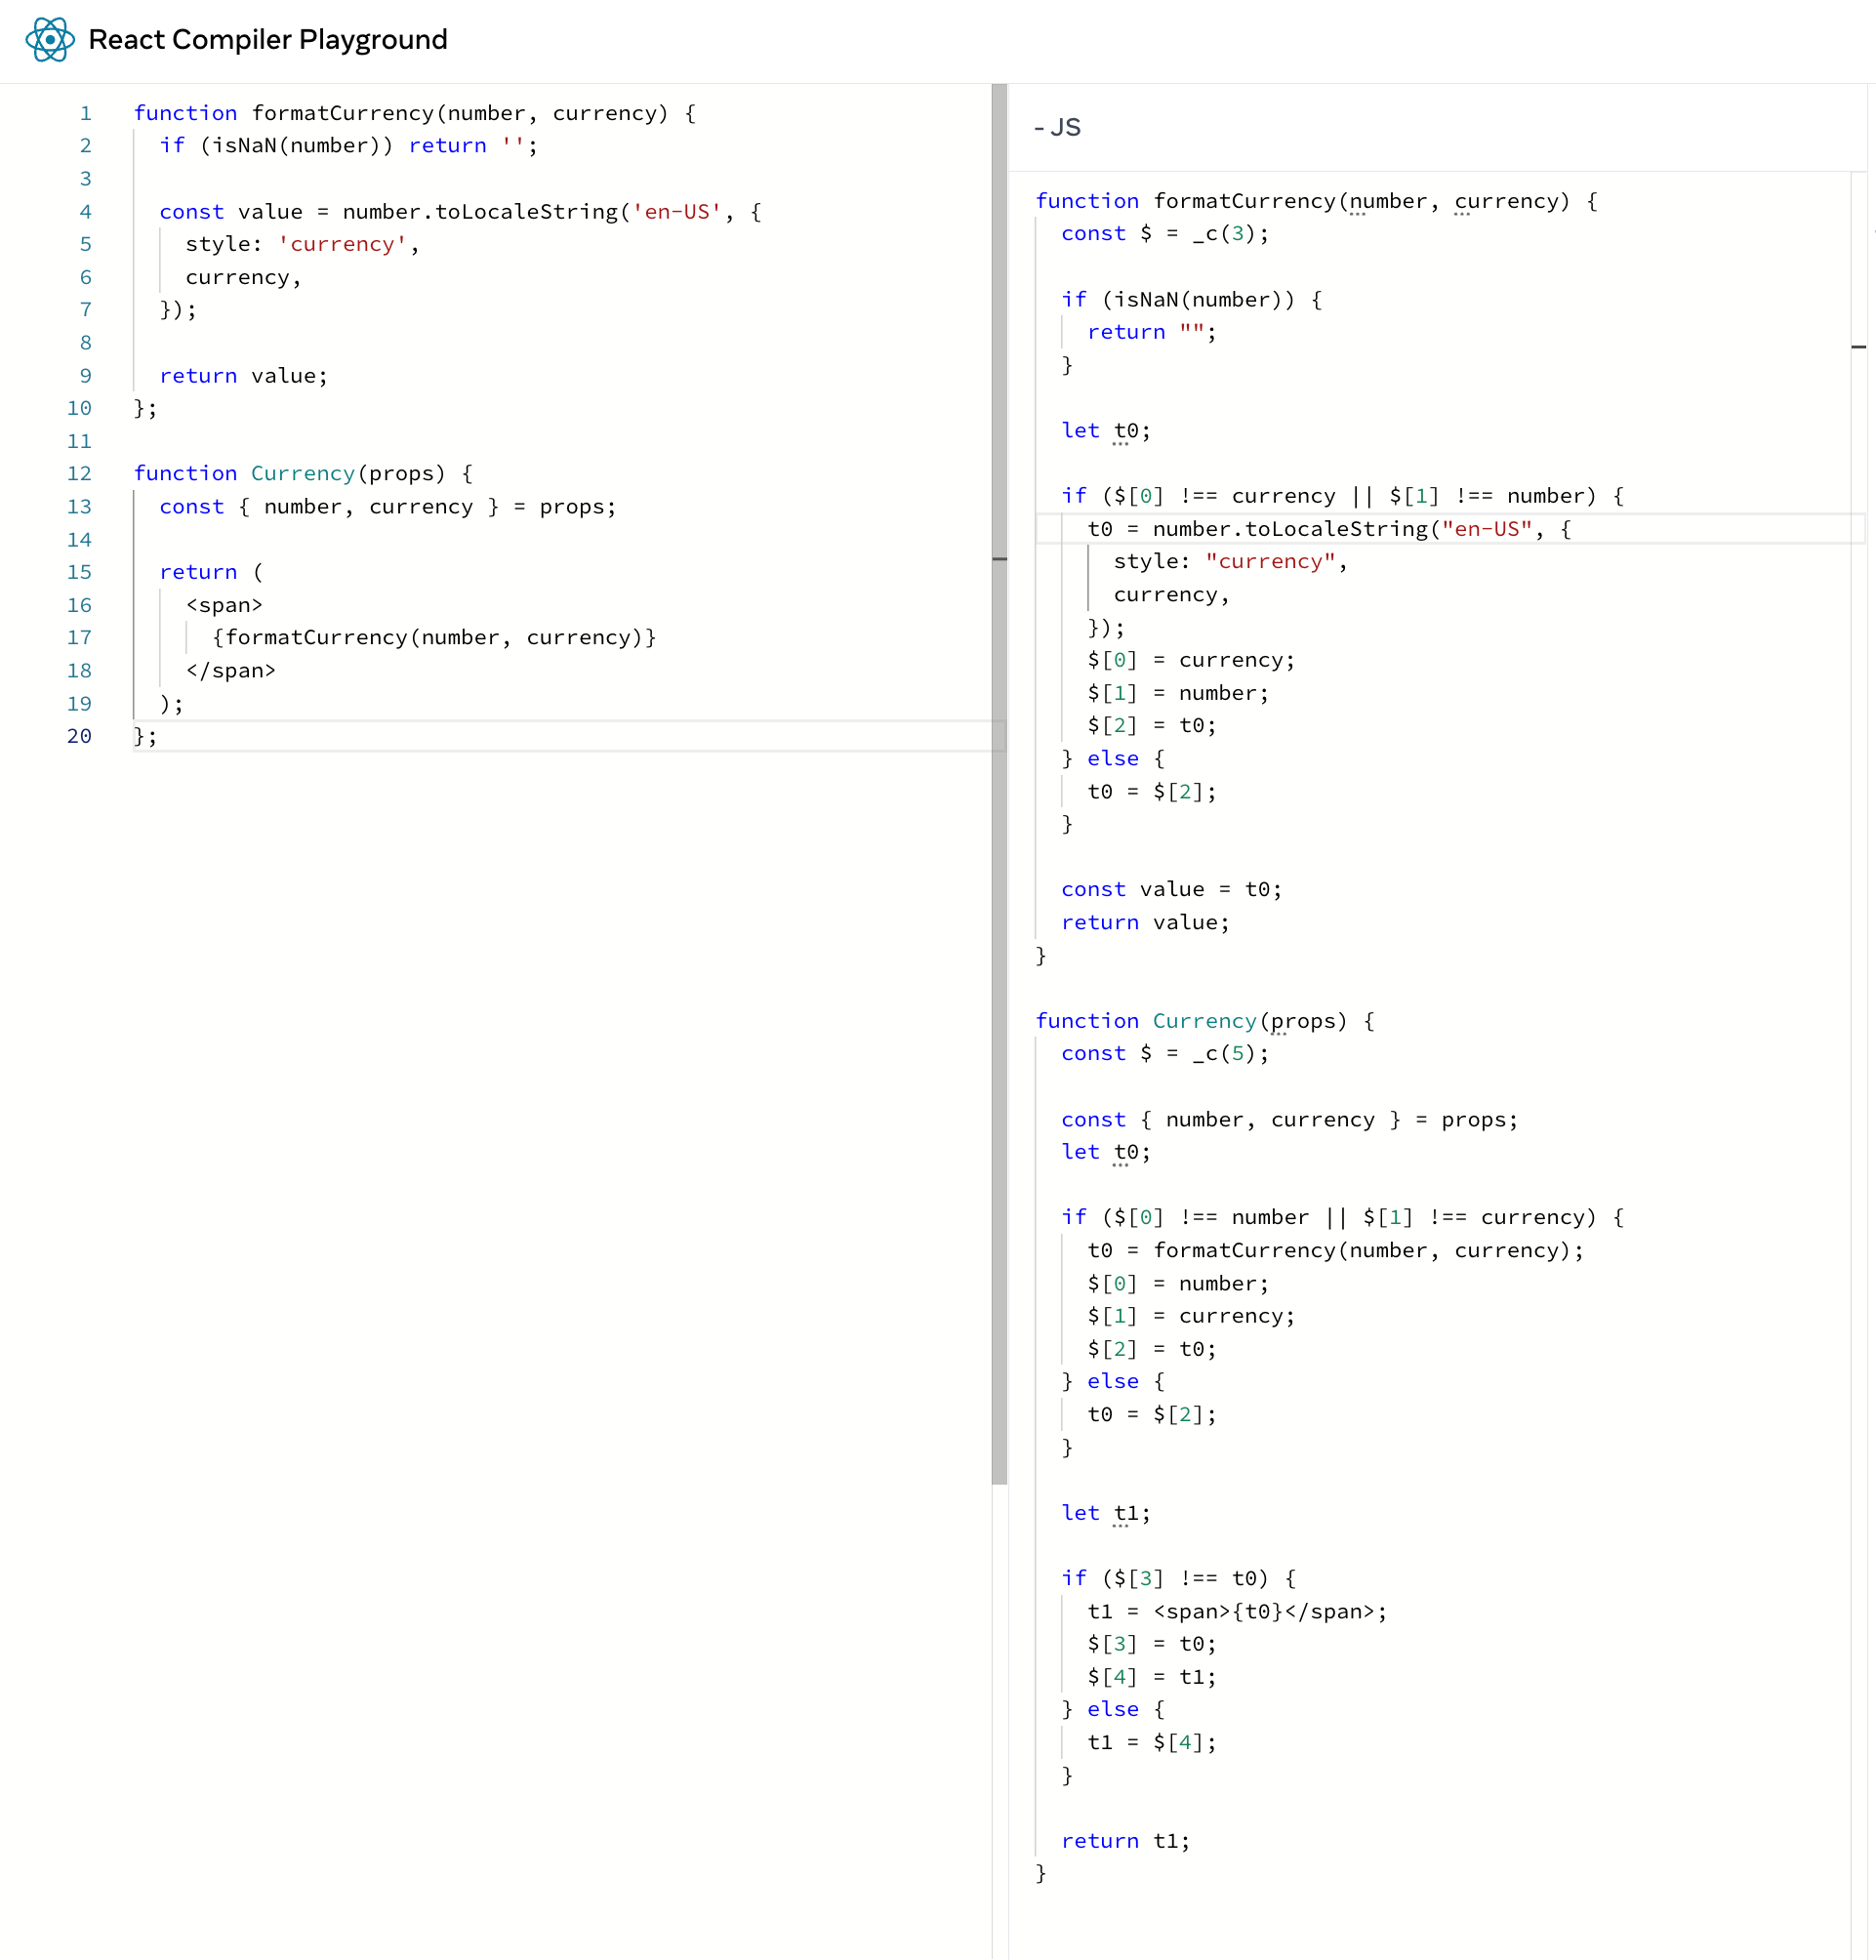 React Compiler Playground
1 function formatCurrency(number, currency) {
2   if (isNaN(number)) return '';
3
4   const value = number.toLocaleString('en-US', {
5     style: 'currency',
6     currency,
7   });
8
9   return value;
10 };
11
12 function Currency(props) {
13   const { number, currency } = props;
14
15   return (
16     <span>
17       {formatCurrency(number, currency)}
18     </span>
19   );
20 };
- JS
function formatCurrency(number, currency) {
  const $ = _c(3);

  if (isNaN(number)) {
    return "";
  }

  let t0;

  if ($[0] !== currency || $[1] !== number) {
    t0 = number.toLocaleString("en-US", {
      style: "currency",
      currency,
    });
    $[0] = currency;
    $[1] = number;
    $[2] = t0;
  } else {
    t0 = $[2];
  }

  const value = t0;
  return value;
}

function Currency(props) {
  const $ = _c(5);

  const { number, currency } = props;
  let t0;

  if ($[0] !== number || $[1] !== currency) {
    t0 = formatCurrency(number, currency);
    $[0] = number;
    $[1] = currency;
    $[2] = t0;
  } else {
    t0 = $[2];
  }

  let t1;

  if ($[3] !== t0) {
    t1 = <span>{t0}</span>;
    $[3] = t0;
    $[4] = t1;
  } else {
    t1 = $[4];
  }

  return t1;
}